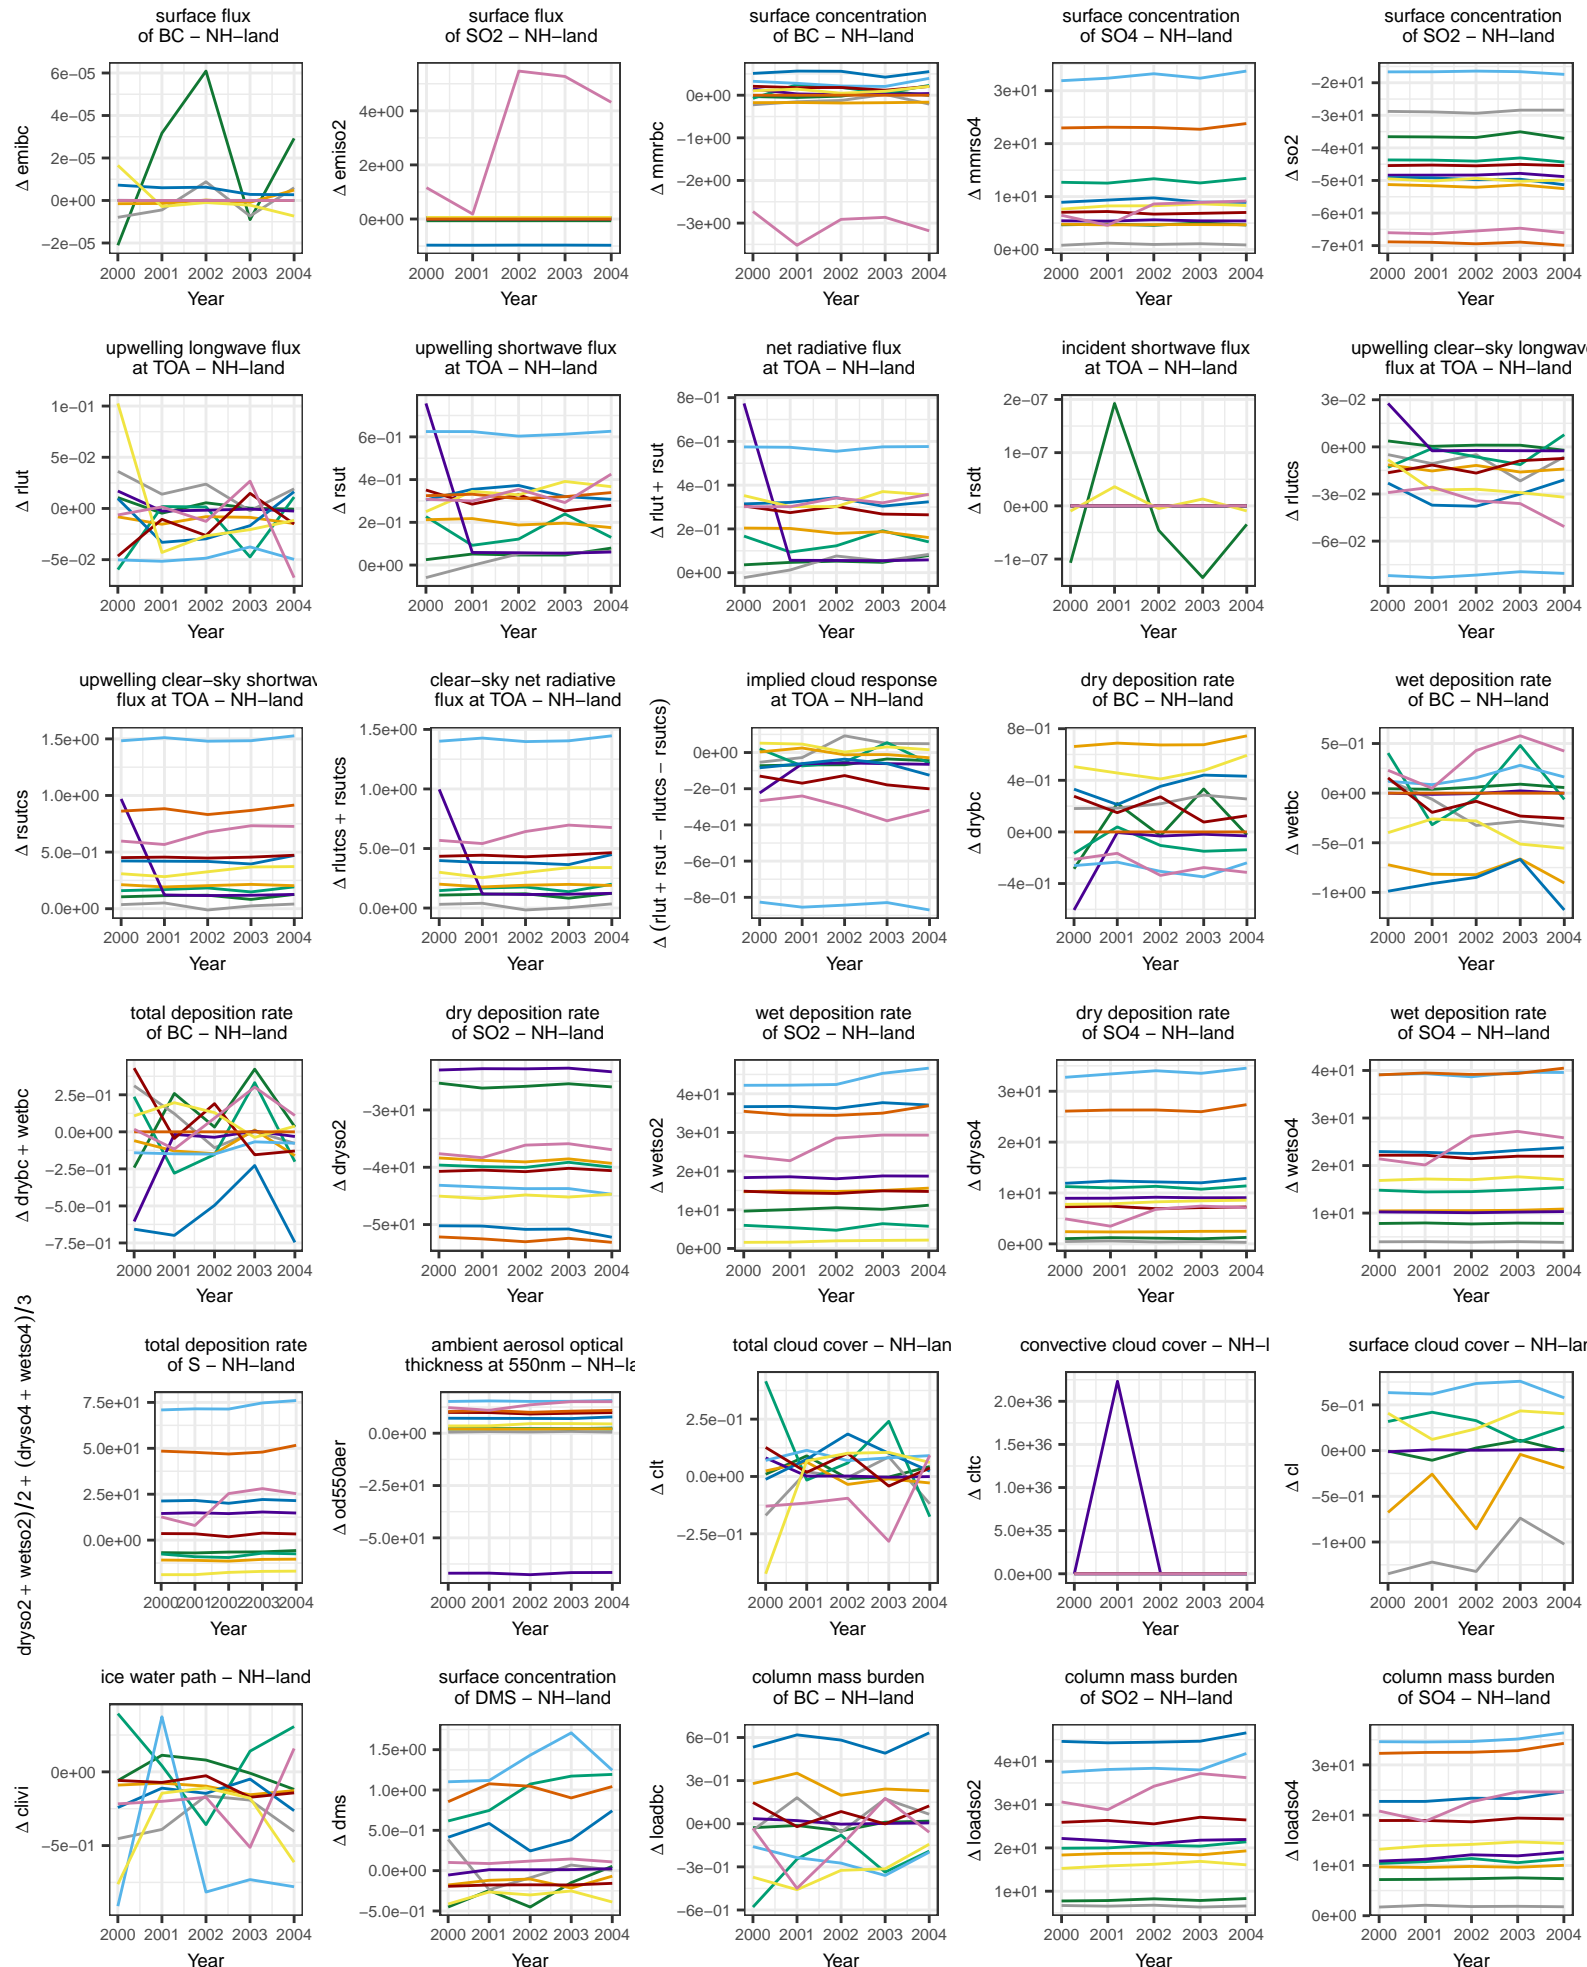 surface flux
of BC − NH−land
Δ emibc
6e−05
4e−05
2e−05
0e+00
−2e−05
2000 2001 2002 2003 2004
Year
surface flux
of SO2 − NH−land
Δ emiso2
4e+00
2e+00
0e+00
2000 2001 2002 2003 2004
Year
surface concentration
of BC − NH−land
Δ mmrbc
0e+00
−1e+00
−2e+00
−3e+00
2000 2001 2002 2003 2004
Year
surface concentration
of SO4 − NH−land
Δ mmrso4
3e+01
2e+01
1e+01
0e+00
2000 2001 2002 2003 2004
Year
surface concentration
of SO2 − NH−land
Δ so2
−2e+01
−3e+01
−4e+01
−5e+01
−6e+01
−7e+01
2000 2001 2002 2003 2004
Year
upwelling longwave flux
at TOA − NH−land
Δ rlut
1e−01
5e−02
0e+00
−5e−02
2000 2001 2002 2003 2004
Year
upwelling shortwave flux
at TOA − NH−land
Δ rsut
6e−01
4e−01
2e−01
0e+00
2000 2001 2002 2003 2004
Year
net radiative flux
at TOA − NH−land
Δ rlut + rsut
8e−01
6e−01
4e−01
2e−01
0e+00
2000 2001 2002 2003 2004
Year
incident shortwave flux
at TOA − NH−land
Δ rsdt
2e−07
1e−07
0e+00
−1e−07
2000 2001 2002 2003 2004
Year
upwelling clear−sky longwave
flux at TOA − NH−land
Δ rlutcs
3e−02
0e+00
−3e−02
−6e−02
2000 2001 2002 2003 2004
Year
upwelling clear−sky shortwav
flux at TOA − NH−land
Δ rsutcs
1.5e+00
1.0e+00
5.0e−01
0.0e+00
2000 2001 2002 2003 2004
Year
clear−sky net radiative
flux at TOA − NH−land
Δ rlutcs + rsutcs
1.5e+00
1.0e+00
5.0e−01
0.0e+00
2000 2001 2002 2003 2004
Year
implied cloud response
at TOA − NH−land
Δ (rlut + rsut − rlutcs − rsutcs)
0e+00
−2e−01
−4e−01
−6e−01
−8e−01
2000 2001 2002 2003 2004
Year
dry deposition rate
of BC − NH−land
Δ drybc
8e−01
4e−01
0e+00
−4e−01
2000 2001 2002 2003 2004
Year
wet deposition rate
of BC − NH−land
Δ wetbc
5e−01
0e+00
−5e−01
−1e+00
2000 2001 2002 2003 2004
Year
total deposition rate
of BC − NH−land
Δ drybc + wetbc
2.5e−01
0.0e+00
−2.5e−01
−5.0e−01
−7.5e−01
2000 2001 2002 2003 2004
Year
dry deposition rate
of SO2 − NH−land
Δ dryso2
−3e+01
−4e+01
−5e+01
2000 2001 2002 2003 2004
Year
wet deposition rate
of SO2 − NH−land
Δ wetso2
4e+01
3e+01
2e+01
1e+01
0e+00
2000 2001 2002 2003 2004
Year
dry deposition rate
of SO4 − NH−land
Δ dryso4
3e+01
2e+01
1e+01
0e+00
2000 2001 2002 2003 2004
Year
wet deposition rate
of SO4 − NH−land
Δ wetso4
4e+01
3e+01
2e+01
1e+01
2000 2001 2002 2003 2004
Year
total deposition rate
of S − NH−land
dryso2 + wetso2)/2 + (dryso4 + wetso4)/3
7.5e+01
5.0e+01
2.5e+01
0.0e+00
2000 2001 2002 2003 2004
Year
ambient aerosol optical
thickness at 550nm − NH−la
Δ od550aer
0.0e+00
−2.5e+01
−5.0e+01
2000 2001 2002 2003 2004
Year
total cloud cover − NH−lan
Δ clt
2.5e−01
0.0e+00
−2.5e−01
2000 2001 2002 2003 2004
Year
convective cloud cover − NH−l
Δ cltc
2.0e+36
1.5e+36
1.0e+36
5.0e+35
0.0e+00
2000 2001 2002 2003 2004
Year
surface cloud cover − NH−lar
Δ cl
5e−01
0e+00
−5e−01
−1e+00
2000 2001 2002 2003 2004
Year
ice water path − NH−land
Δ clivi
0e+00
−5e−01
2000 2001 2002 2003 2004
Year
surface concentration
of DMS − NH−land
Δ dms
1.5e+00
1.0e+00
5.0e−01
0.0e+00
−5.0e−01
2000 2001 2002 2003 2004
Year
column mass burden
of BC − NH−land
Δ loadbc
6e−01
3e−01
0e+00
−3e−01
−6e−01
2000 2001 2002 2003 2004
Year
column mass burden
of SO2 − NH−land
Δ loadso2
4e+01
3e+01
2e+01
1e+01
2000 2001 2002 2003 2004
Year
column mass burden
of SO4 − NH−land
Δ loadso4
3e+01
2e+01
1e+01
0e+00
2000 2001 2002 2003 2004
Year